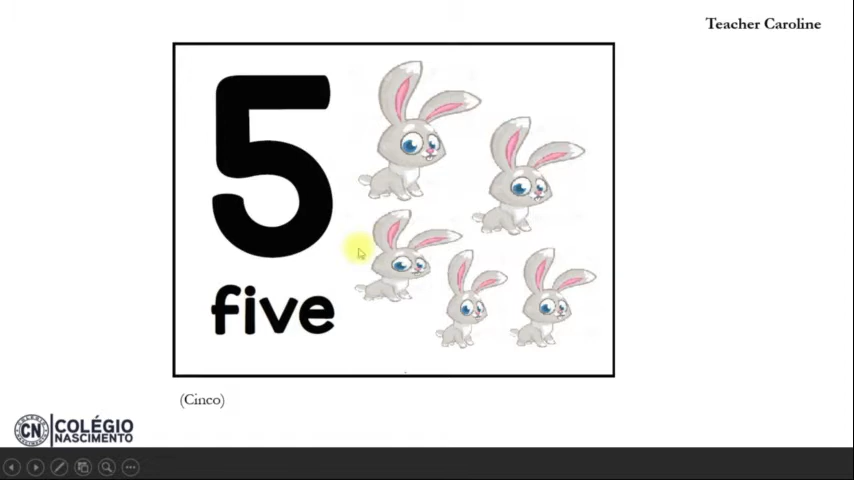 Teacher Caroline
5
five
(Cinco)
CN
COLÉGIO
NASCIMENTO